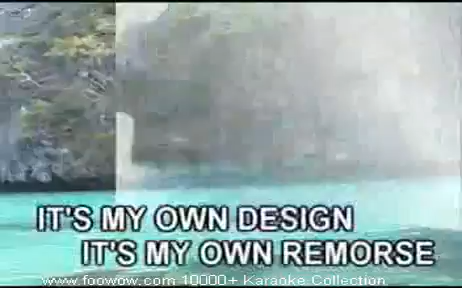 IT'S MY OWN DESIGN
IT'S MY OWN REMORSE
www.foowow.com 10000+ Karaoke Collection